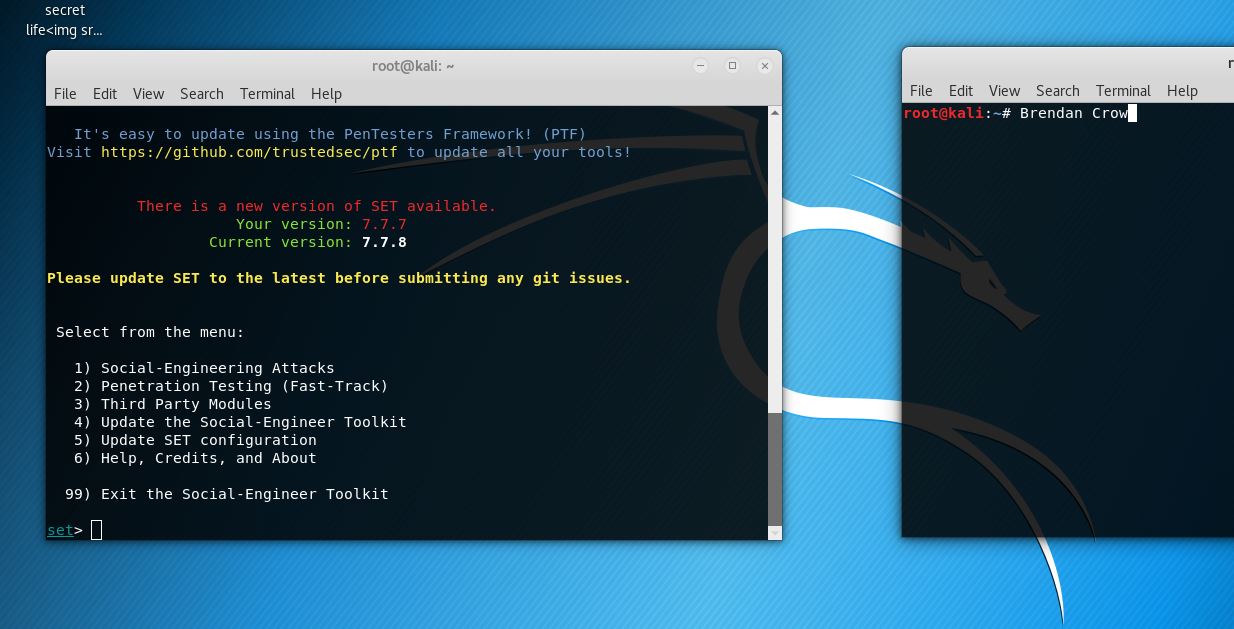 secret
life<img sr...
root@kali: ~
File Edit View Search Terminal Help
It's easy to update using the PenTesters Framework! (PTF)
Visit https://github.com/trustedsec/ptf to update all your tools!
There is a new version of SET available.
Your version: 7.7.7
Current version: 7.7.8
Please update SET to the latest before submitting any git issues.
Select from the menu:
1) Social-Engineering Attacks
2) Penetration Testing (Fast-Track)
3) Third Party Modules
4) Update the Social-Engineer Toolkit
5) Update SET configuration
6) Help, Credits, and About
99) Exit the Social-Engineer Toolkit
set>
File Edit View Search Terminal Help
root@kali:~# Brendan Crow